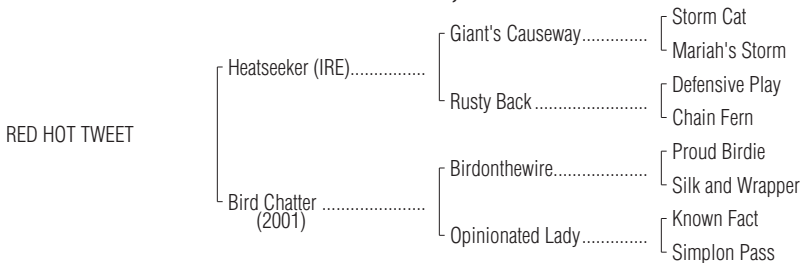 Storm Cat
Giant's Causeway..............
Mariah's Storm
Heatseeker (IRE)................
Defensive Play
Rusty Back........................
Chain Fern
RED HOT TWEET
Proud Birdie
Birdonthewire....................
Silk and Wrapper
Bird Chatter ......................
(2001)
Known Fact
Opinionated Lady..............
Simplon Pass